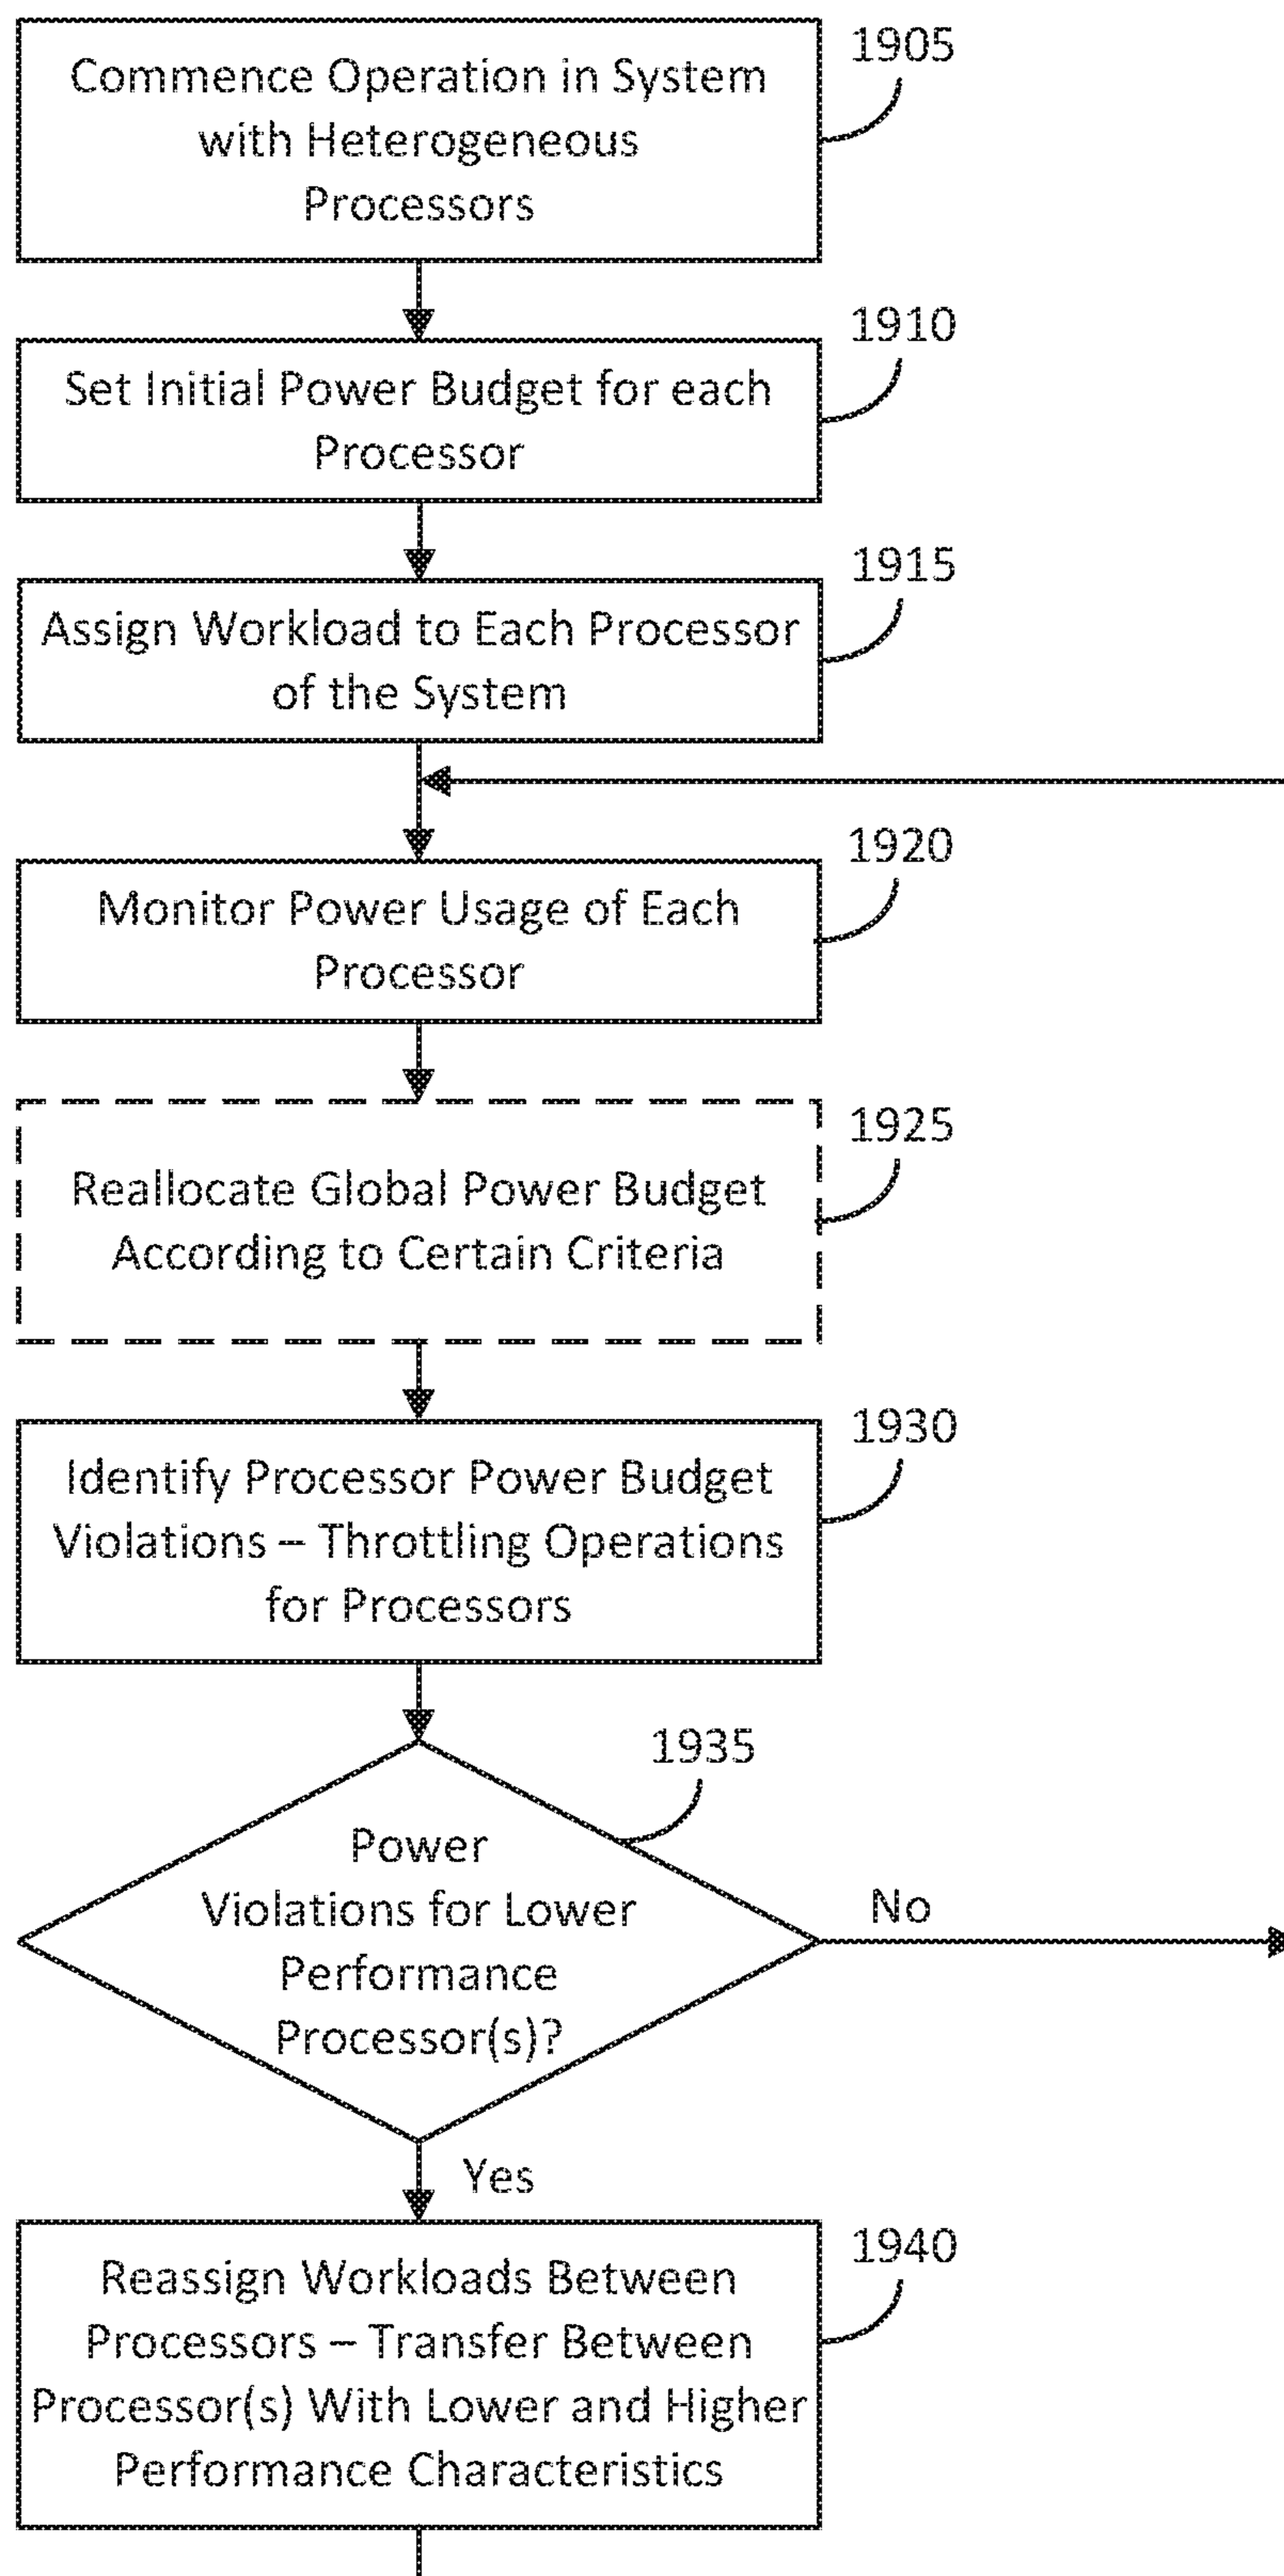 1905
Commence Operation in System
with Heterogeneous
Processors
1910
Set Initial Power Budget for each
Processor
1915
Assign Workload to Each Processor
of the System
1920
Monitor Power Usage of Each
Processor
1925
Reallocate Global Power Budget
According to Certain Criteria
1930
Identify Processor Power Budget
Violations – Throttling Operations
for Processors
1935
Power
Violations for Lower
Performance
Processor(s)?
No
Yes
1940
Reassign Workloads Between
Processors – Transfer Between
Processor(s) With Lower and Higher
Performance Characteristics